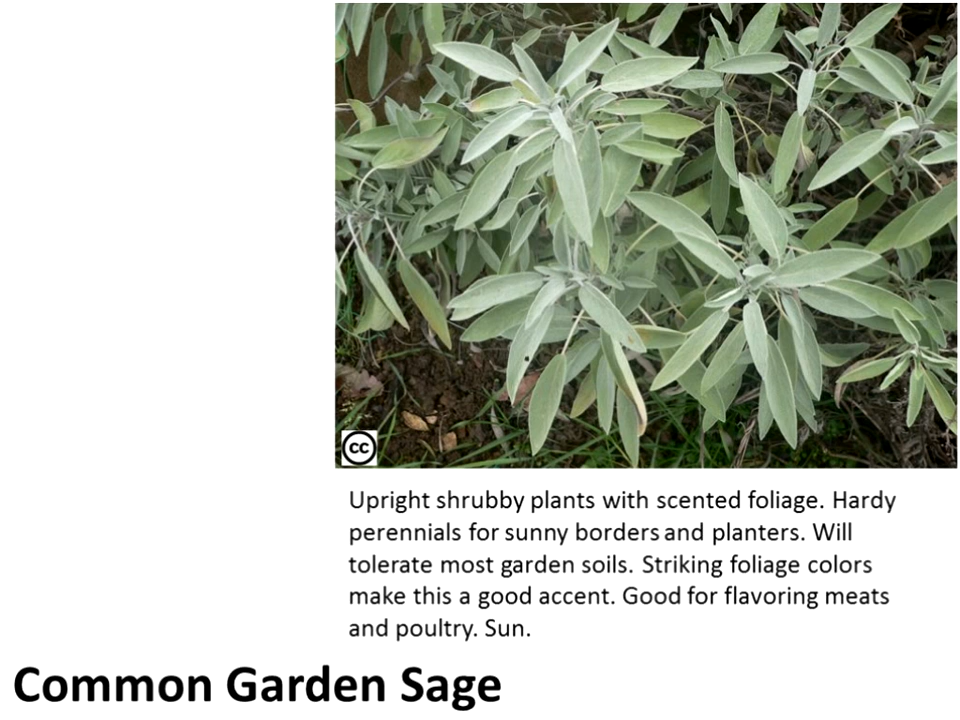 cc
Upright shrubby plants with scented foliage. Hardy
perennials for sunny borders and planters. Will
tolerate most garden soils. Striking foliage colors
make this a good accent. Good for flavoring meats
and poultry. Sun.
Common Garden Sage